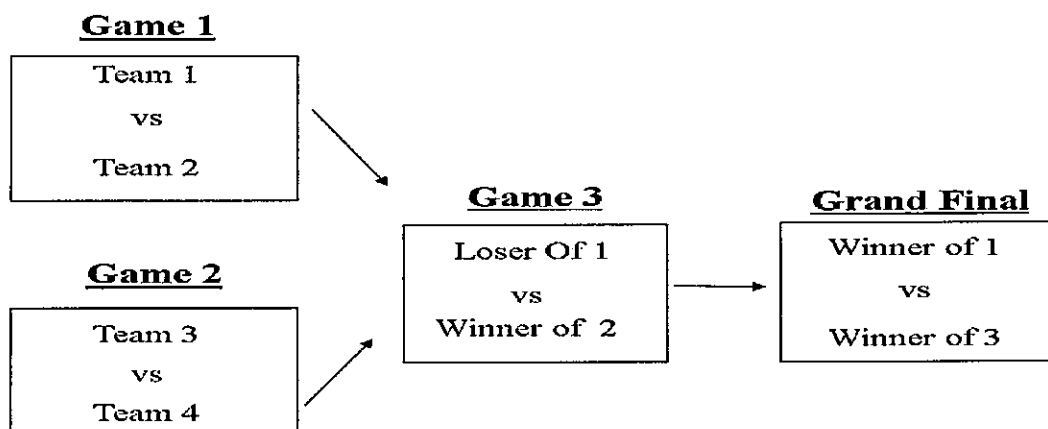 Game 1
Team 1
vs
Team 2
Game 2
Team 3
vs
Team 4
Game 3
Loser Of 1
vs
Winner of 2
Grand Final
Winner of 1
vs
Winner of 3